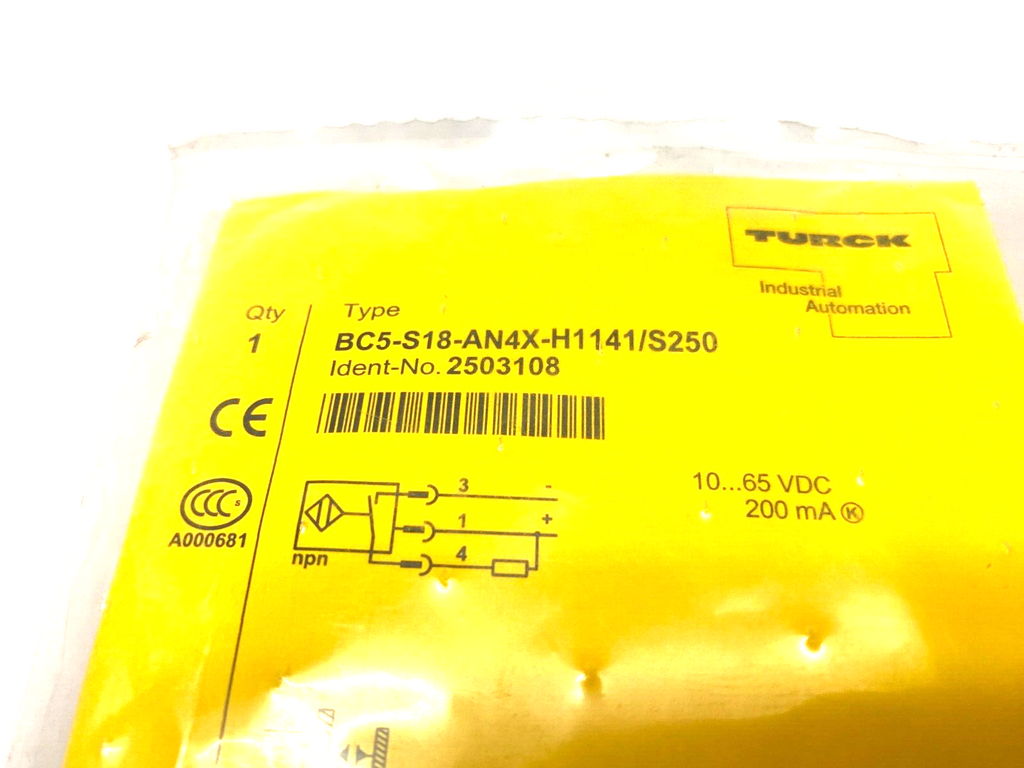 TURCK
Industrial
Automation
Qty Type
1 BC5-S18-AN4X-H1141/S250
Ident-No. 2503108
CE
CCC S
A000681
10...65 VDC
200 mA K
3 -
1 +
4
npn